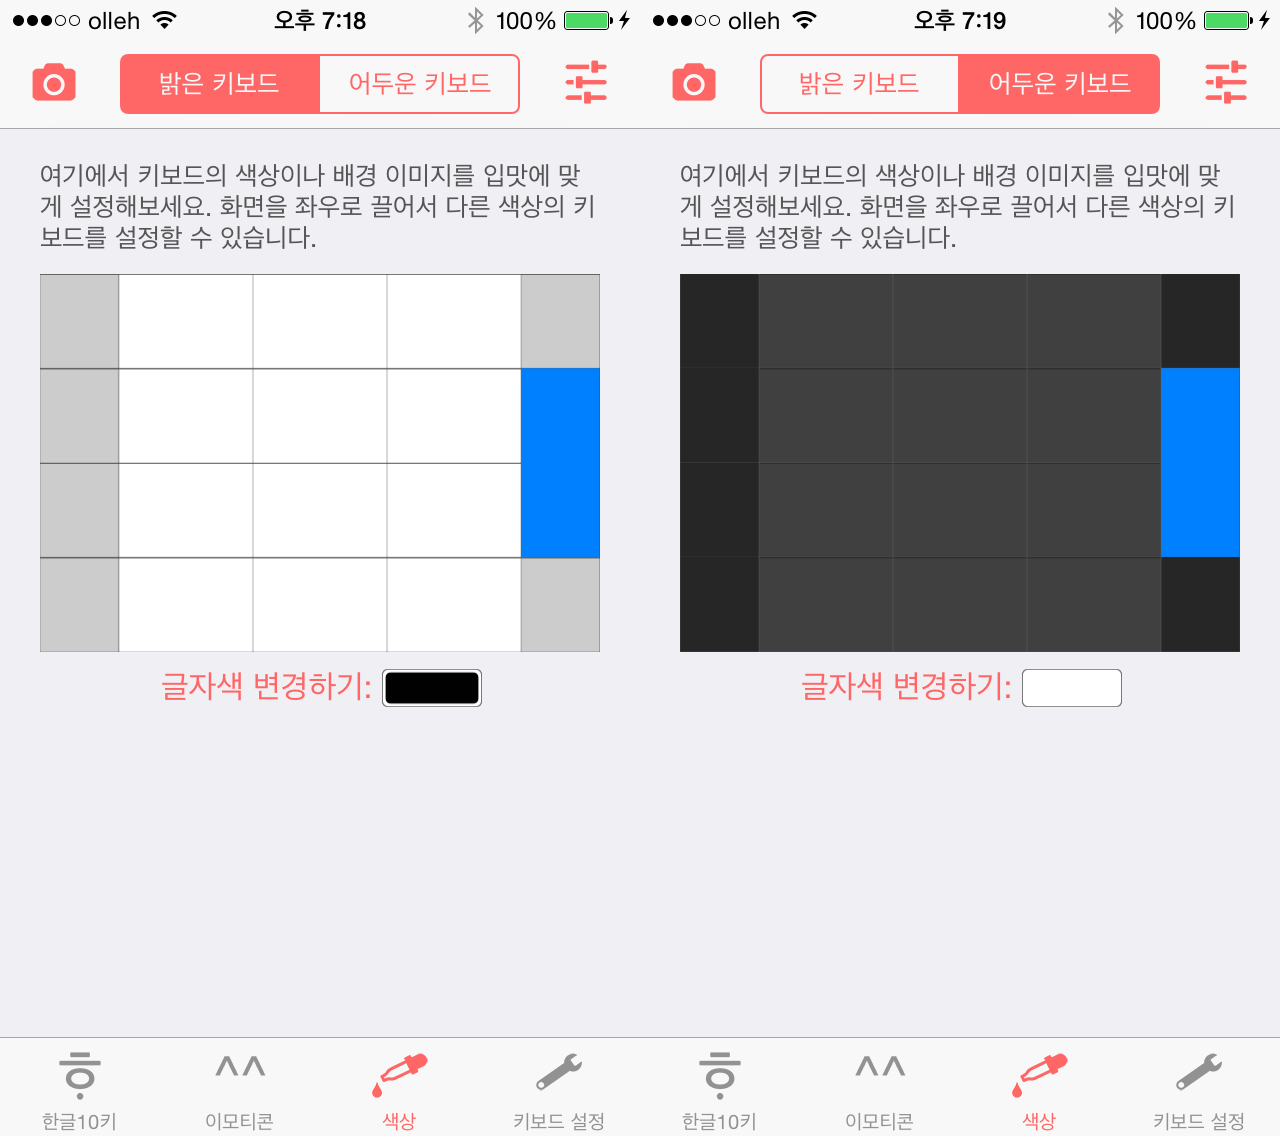 olleh 오후 7:18 100%
밝은 키보드 어두운 키보드
여기에서 키보드의 색상이나 배경 이미지를 입맛에 맞
게 설정해보세요. 화면을 좌우로 끌어서 다른 색상의 키
보드를 설정할 수 있습니다.
글자색 변경하기:
한글10키 이모티콘 색상 키보드 설정
olleh 오후 7:19 100%
밝은 키보드 어두운 키보드
여기에서 키보드의 색상이나 배경 이미지를 입맛에 맞
게 설정해보세요. 화면을 좌우로 끌어서 다른 색상의 키
보드를 설정할 수 있습니다.
글자색 변경하기:
한글10키 이모티콘 색상 키보드 설정